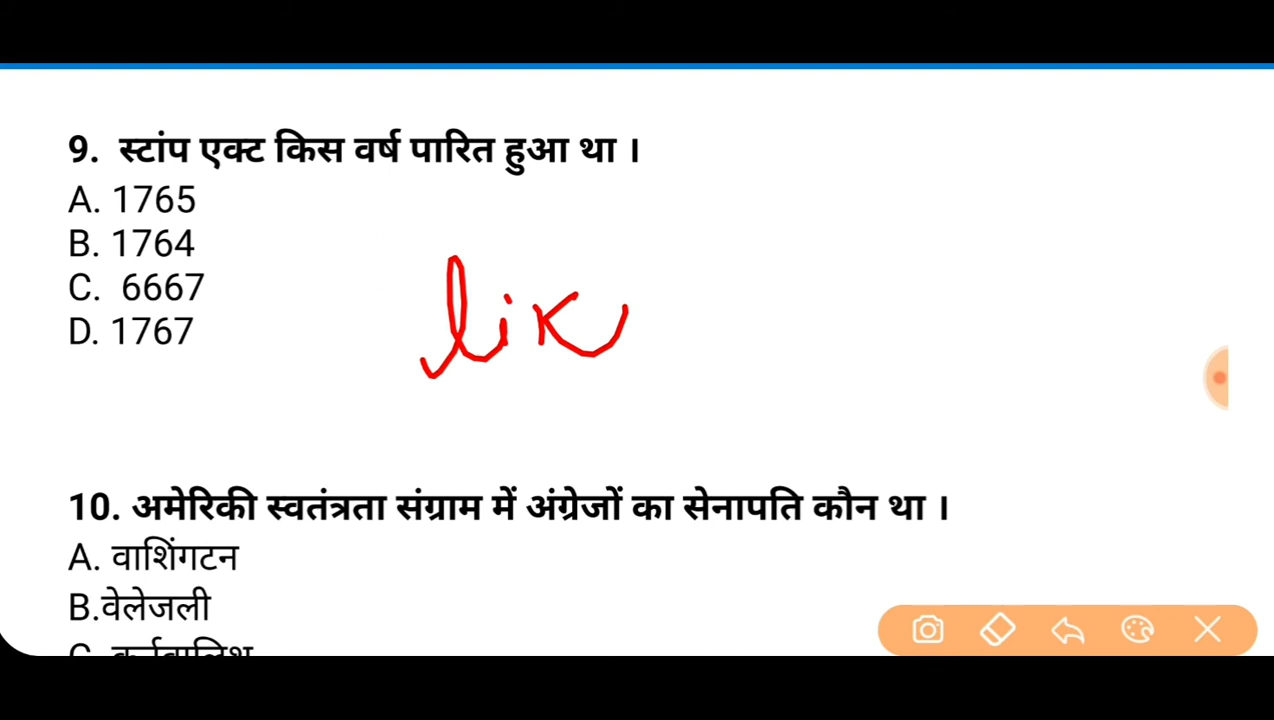 9. स्टांप एक्ट किस वर्ष पारित हुआ था ।
A. 1765
B. 1764
C. 6667
D. 1767
lik
10. अमेरिकी स्वतंत्रता संग्राम में अंग्रेजों का सेनापति कौन था ।
A. वाशिंगटन
B.वेलेजली